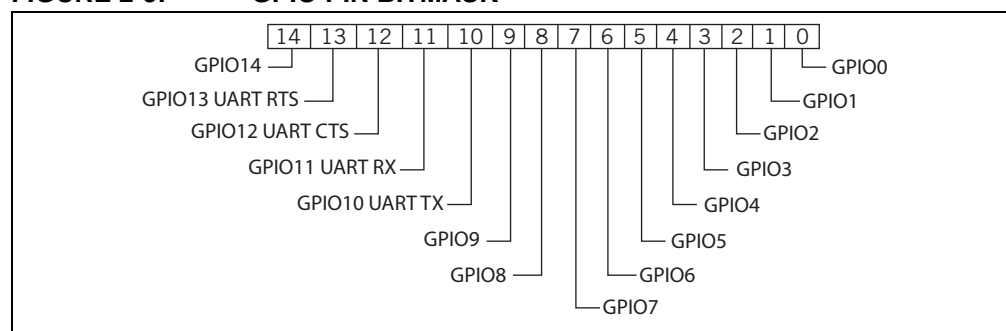 FIGURE 2-3: GPIO PIN BITMASK
14 13 12 11 10 9 8 7 6 5 4 3 2 1 0
GPIO14
GPIO0
GPIO13 UART RTS
GPIO1
GPIO12 UART CTS
GPIO2
GPIO11 UART RX
GPIO3
GPIO10 UART TX
GPIO4
GPIO9
GPIO5
GPIO8
GPIO6
GPIO7